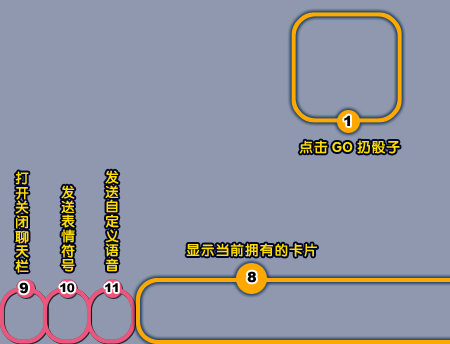 1
点击 GO 扔骰子
打开关闭聊天栏
发送表情符号
发送自定义语音
显示当前拥有的卡片
9
10
11
8